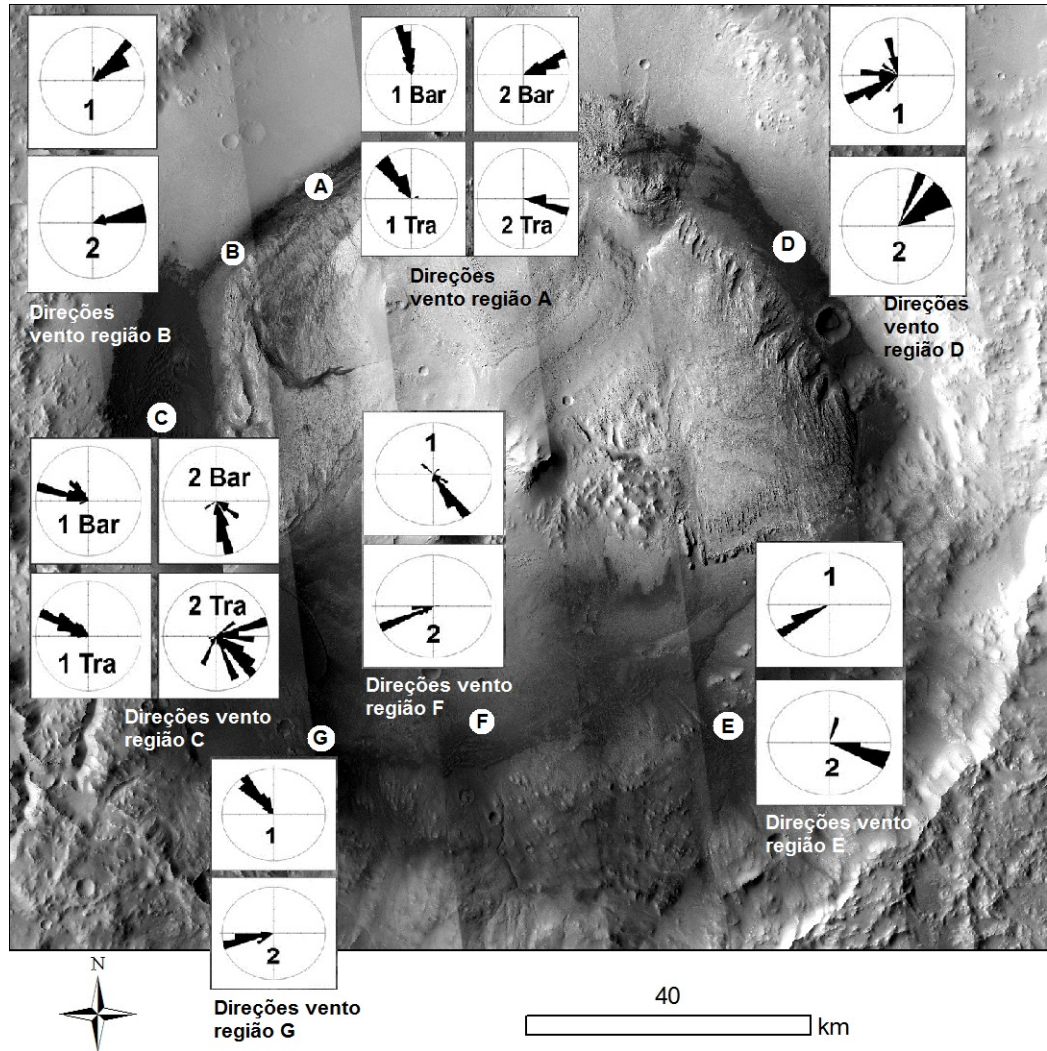 1
2
Direções
vento região B
1 Bar
2 Bar
1 Tra
2 Tra
Direções
vento região A
1
2
Direções
vento
região D
A
B
C
D
1 Bar
2 Bar
1 Tra
2 Tra
Direções vento
região C
1
2
Direções vento
região F
1
2
Direções vento
região E
G
F
E
1
2
Direções vento
região G
N
40
km